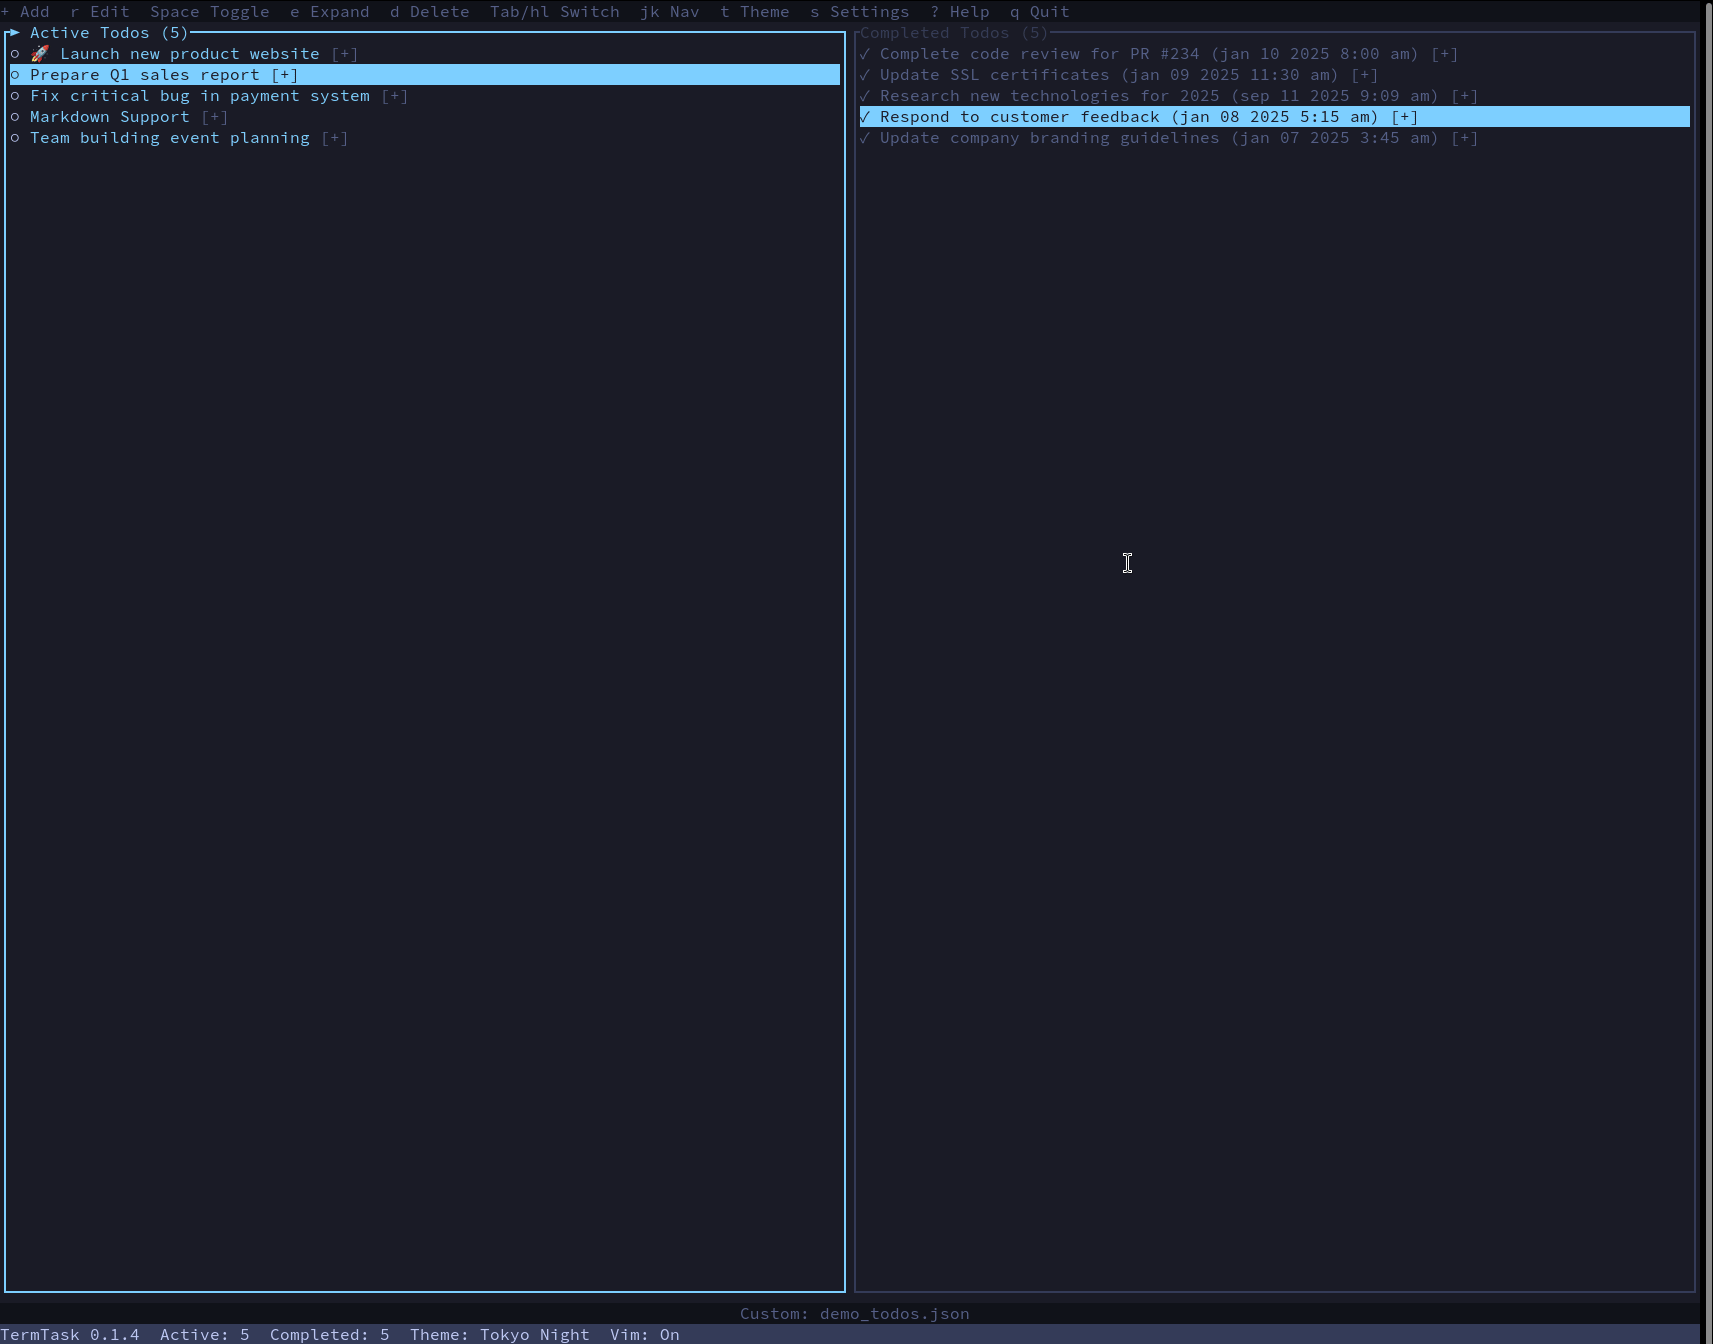 + Add  r Edit  Space Toggle  e Expand  d Delete  Tab/hl Switch  jk Nav  t Theme  s Settings  ? Help  q Quit
► Active Todos (5)
○ 🚀 Launch new product website [+]
○ Prepare Q1 sales report [+]
○ Fix critical bug in payment system [+]
○ Markdown Support [+]
○ Team building event planning [+]
Completed Todos (5)
✓ Complete code review for PR #234 (jan 10 2025 8:00 am) [+]
✓ Update SSL certificates (jan 09 2025 11:30 am) [+]
✓ Research new technologies for 2025 (sep 11 2025 9:09 am) [+]
✓ Respond to customer feedback (jan 08 2025 5:15 am) [+]
✓ Update company branding guidelines (jan 07 2025 3:45 am) [+]
Custom: demo_todos.json
TermTask 0.1.4  Active: 5  Completed: 5  Theme: Tokyo Night  Vim: On